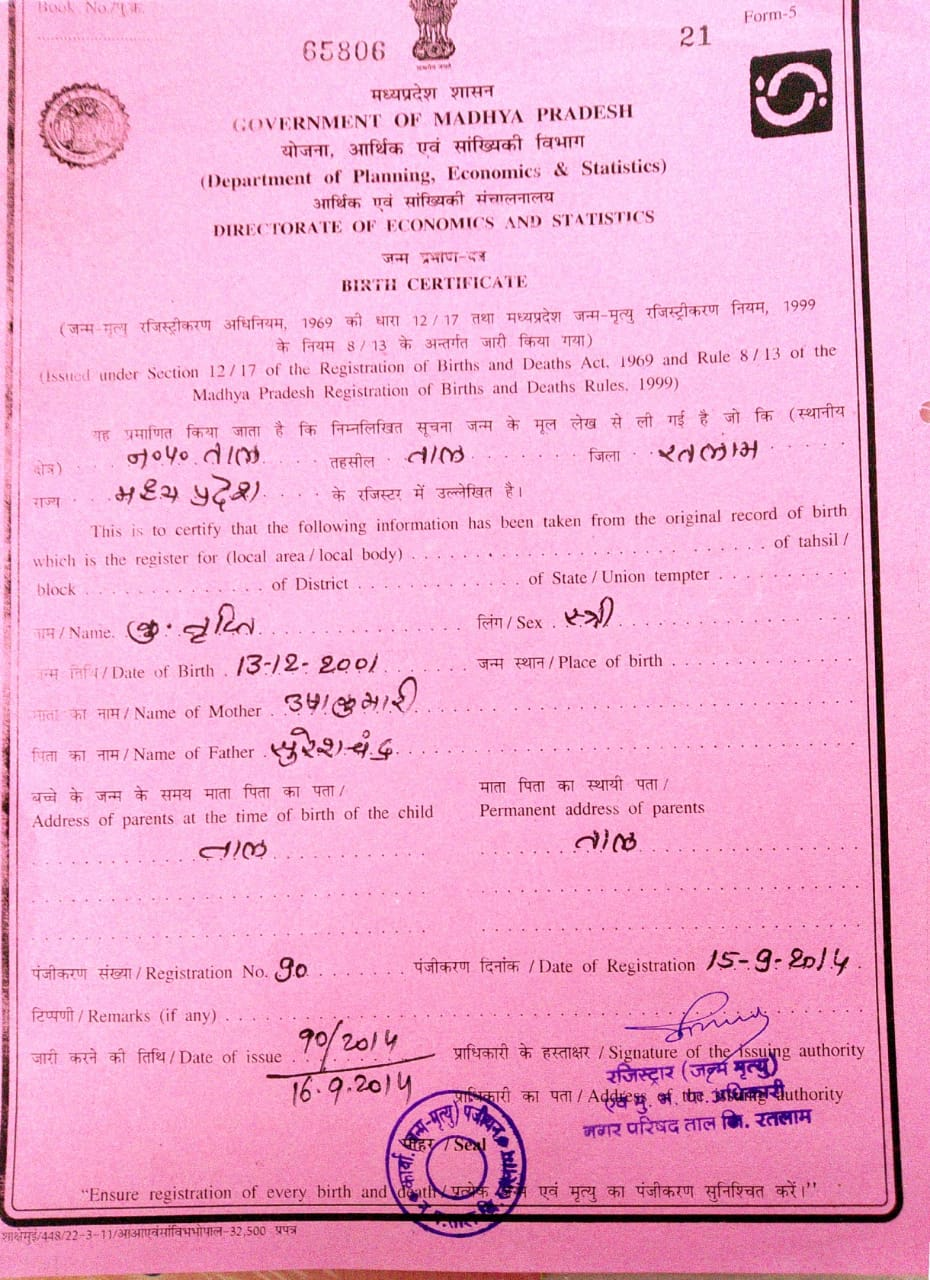 Book No./पु.क्र.
65806
21
Form-5
मध्यप्रदेश शासन
GOVERNMENT OF MADHYA PRADESH
योजना, आर्थिक एवं सांख्यिकी विभाग
(Department of Planning, Economics & Statistics)
आर्थिक एवं सांख्यिकी संचालनालय
DIRECTORATE OF ECONOMICS AND STATISTICS
जन्म प्रमाण-पत्र
BIRTH CERTIFICATE
(जन्म-मृत्यु रजिस्ट्रीकरण अधिनियम, 1969 की धारा 12/17 तथा मध्यप्रदेश जन्म-मृत्यु रजिस्ट्रीकरण नियम, 1999
के नियम 8/13 के अंतर्गत जारी किया गया)
(Issued under Section 12/17 of the Registration of Births and Deaths Act, 1969 and Rule 8/13 of the
Madhya Pradesh Registration of Births and Deaths Rules, 1999)
यह प्रमाणित किया जाता है कि निम्नलिखित सूचना जन्म के मूल लेख से ली गई है जो कि (स्थानीय
क्षेत्र) न०प० ताल तहसील ताल जिला रतलाम
राज्य मध्य प्रदेश के रजिस्टर में उल्लेखित है।
This is to certify that the following information has been taken from the original record of birth
which is the register for (local area/local body) of tahsil/
block of District of State/Union tempter
नाम/Name. कु. तृप्ति लिंग/Sex स्त्री
जन्म तिथि/Date of Birth 13-12-2001 जन्म स्थान/Place of birth
माता का नाम/Name of Mother उषाकुमारी
पिता का नाम/Name of Father सुरेशचंद्र
बच्चे के जन्म के समय माता पिता का पता/ माता पिता का स्थायी पता/
Address of parents at the time of birth of the child Permanent address of parents
ताल ताल
पंजीकरण संख्या/Registration No. 90 पंजीकरण दिनांक/Date of Registration 15-9-2014
टिप्पणी/Remarks (if any)
जारी करने की तिथि/Date of issue 90/2014 प्राधिकारी के हस्ताक्षर/Signature of the issuing authority
16.9.2014
रजिस्ट्रार (जन्म मृत्यु)
प्राधिकारी का पता/Address of the issuing authority
नगर परिषद ताल जि. रतलाम
मोहर/Seal
"Ensure registration of every birth and death/प्रत्येक जन्म एवं मृत्यु का पंजीकरण सुनिश्चित करें।"